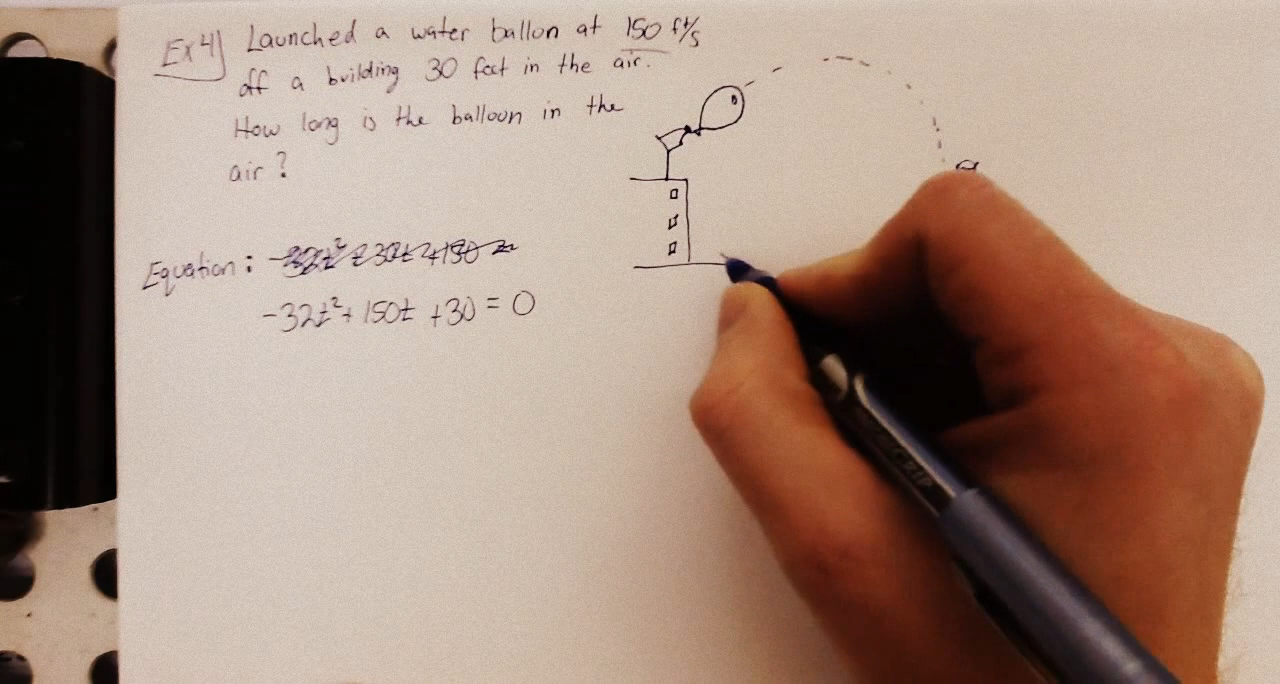 Ex 4) Launched a water ballon at 150 ft/s
off a building 30 feet in the air.
How long is the balloon in the
air?
Equation:
-32t² + 150t + 30 = 0